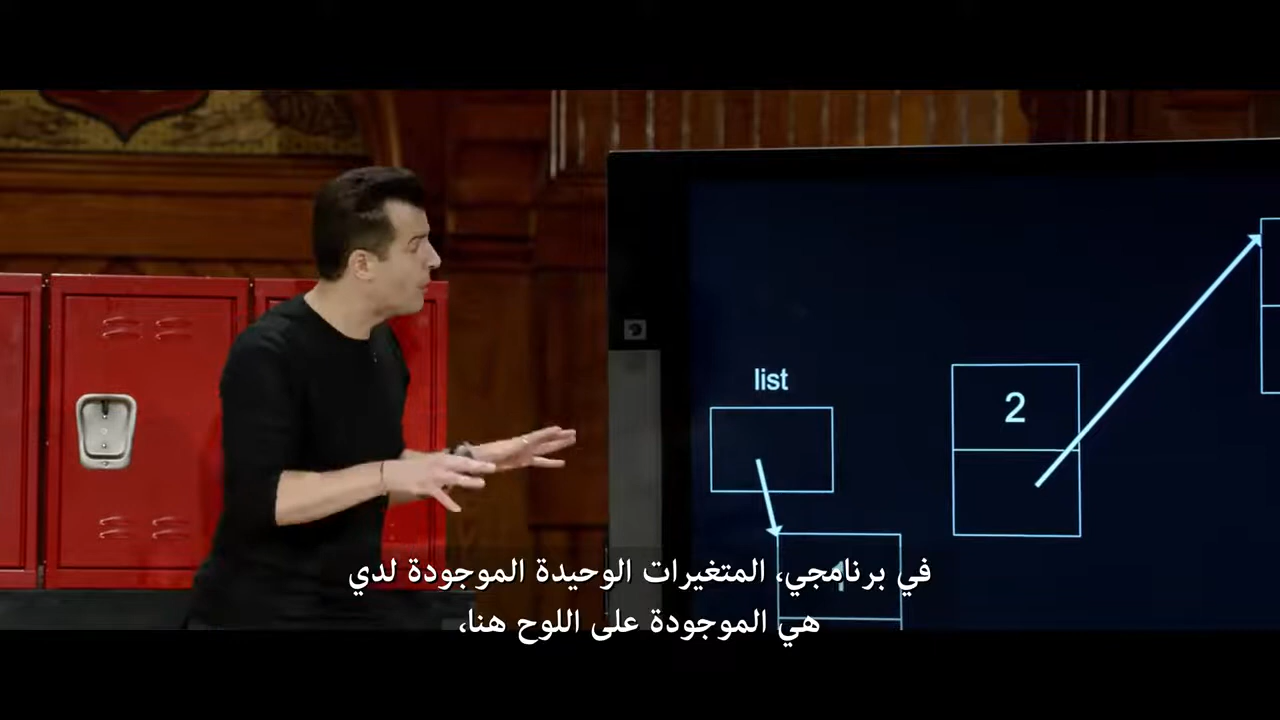 list
2
في برنامجي، المتغيرات الوحيدة الموجودة لدي
هي الموجودة على اللوح هنا،